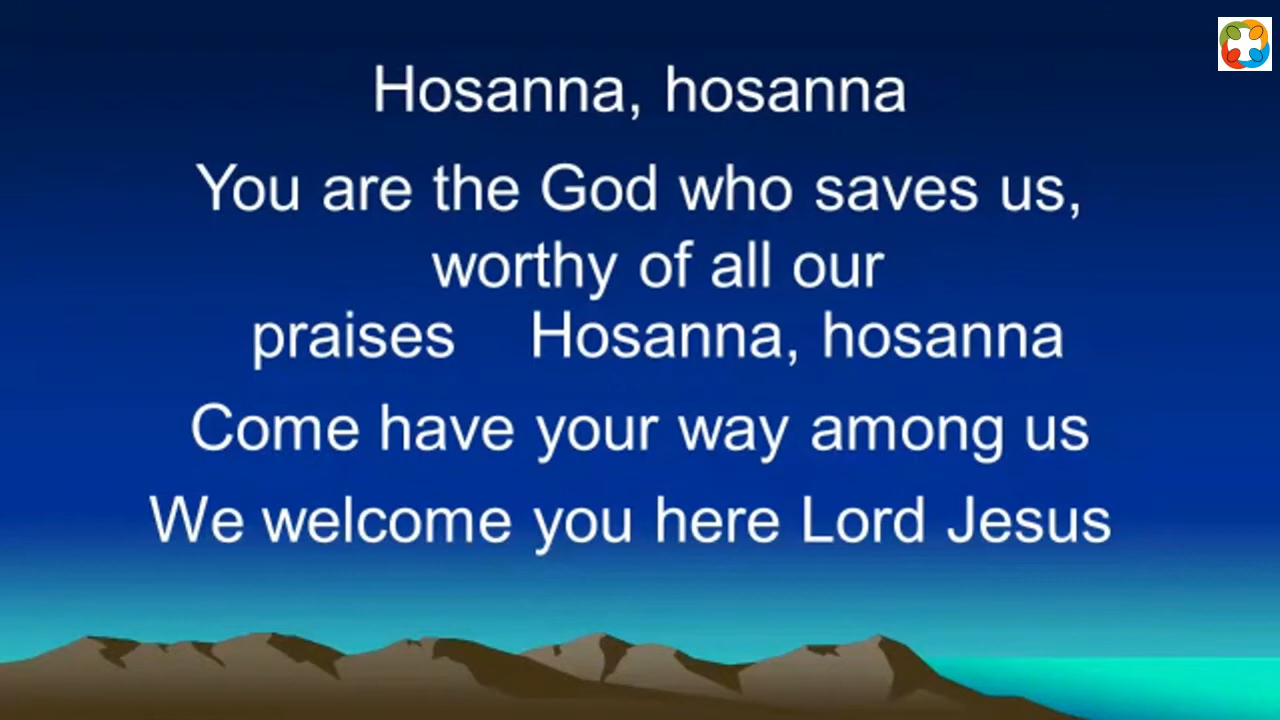 Hosanna, hosanna
You are the God who saves us,
worthy of all our
praises    Hosanna, hosanna
Come have your way among us
We welcome you here Lord Jesus